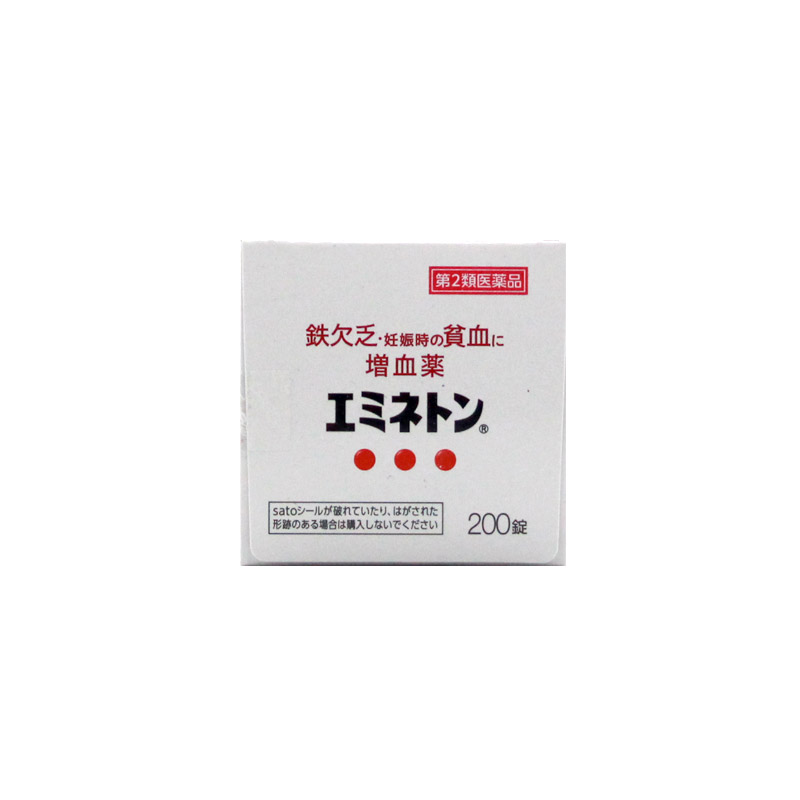 第2類医薬品
鉄欠乏・妊娠時の貧血に
増血薬
エミネトン®
satoシールが破れていたり、はがされた
形跡のある場合は購入しないでください
200錠